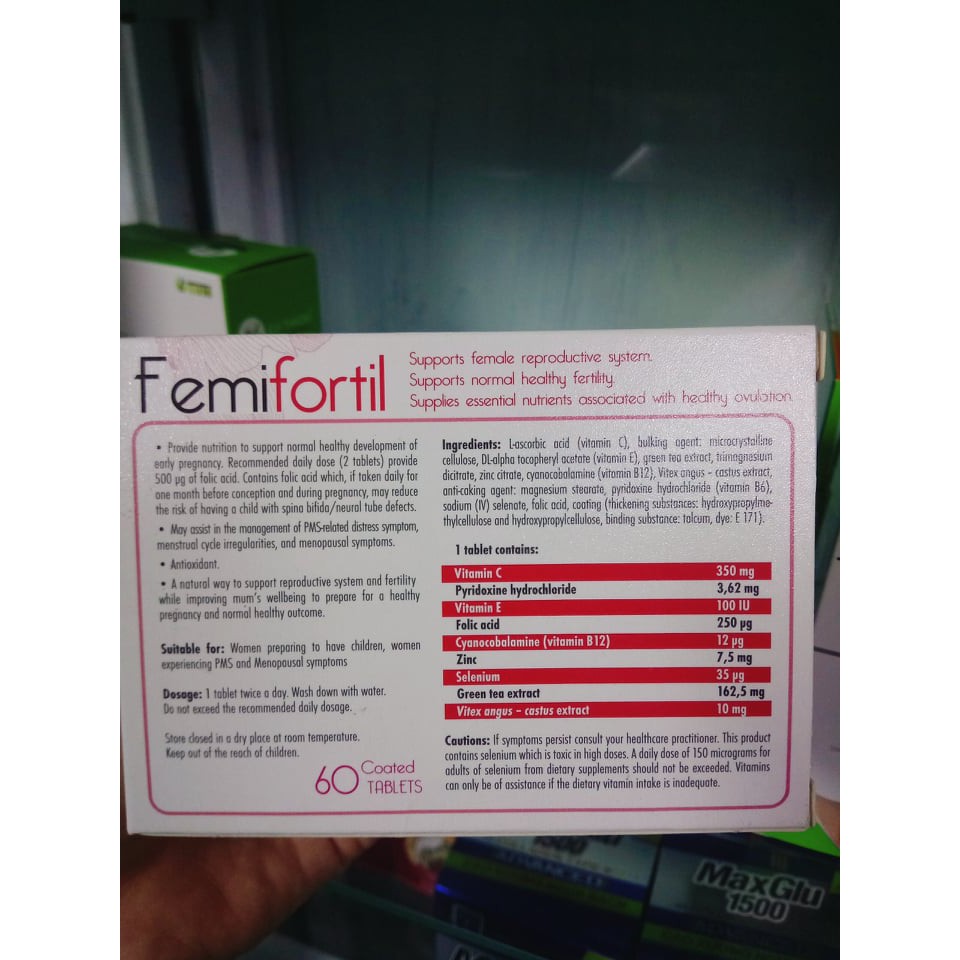 Femifortil
Supports female reproductive system.
Supports normal healthy fertility.
Supplies essential nutrients associated with healthy ovulation.
• Provide nutrition to support normal healthy development of
early pregnancy. Recommended daily dose (2 tablets) provide
500 µg of folic acid. Contains folic acid which, if taken daily for
one month before conception and during pregnancy, may reduce
the risk of having a child with spina bifida/neural tube defects.
• May assist in the management of PMS-related distress symptom,
menstrual cycle irregularities, and menopausal symptoms.
• Antioxidant.
• A natural way to support reproductive system and fertility
while improving mum's wellbeing to prepare for a healthy
pregnancy and normal healthy outcome.
Suitable for: Women preparing to have children, women
experiencing PMS and Menopausal symptoms
Dosage: 1 tablet twice a day. Wash down with water.
Do not exceed the recommended daily dosage.
Store closed in a dry place at room temperature.
Keep out of the reach of children.
60 Coated
TABLETS
Ingredients: L-ascorbic acid (vitamin C), bulking agent: microcrystalline
cellulose, DL-alpha tocopheryl acetate (vitamin E), green tea extract, trimagnesium
dicitrate, zinc citrate, cyanocobalamine (vitamin B12), Vitex angus - castus extract,
anti-caking agent: magnesium stearate, pyridoxine hydrochloride (vitamin B6),
sodium (IV) selenate, folic acid, coating (thickening substances: hydroxypropylme-
thylcellulose and hydroxypropylcellulose, binding substance: talcum, dye: E 171).
1 tablet contains:
Vitamin C 350 mg
Pyridoxine hydrochloride 3,62 mg
Vitamin E 100 IU
Folic acid 250 µg
Cyanocobalamine (vitamin B12) 12 µg
Zinc 7,5 mg
Selenium 35 µg
Green tea extract 162,5 mg
Vitex angus - castus extract 10 mg
Cautions: If symptoms persist consult your healthcare practitioner. This product
contains selenium which is toxic in high doses. A daily dose of 150 micrograms for
adults of selenium from dietary supplements should not be exceeded. Vitamins
can only be of assistance if the dietary vitamin intake is inadequate.
1500
MaxGlu
1500